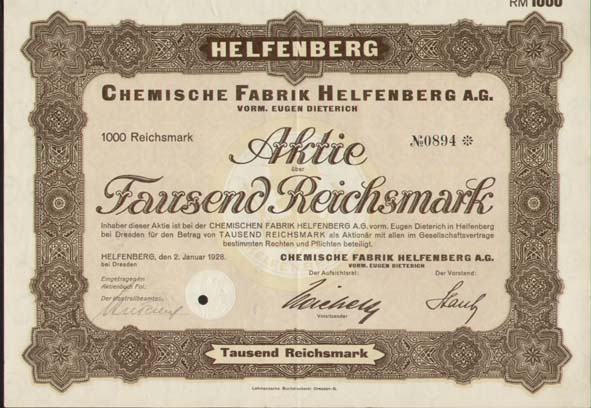 RM 1000
HELFENBERG
CHEMISCHE FABRIK HELFENBERG A.G.
VORM. EUGEN DIETERICH
1000 Reichsmark
№0894 *
Aktie
über
Tausend Reichsmark
Inhaber dieser Aktie ist bei der CHEMISCHEN FABRIK HELFENBERG A.G. vorm. Eugen Dieterich in Helfenberg
bei Dresden für den Betrag von TAUSEND REICHSMARK als Aktionär mit allen im Gesellschaftsvertrage
bestimmten Rechten und Pflichten beteiligt.
HELFENBERG, den 2. Januar 1928.
bei Dresden
CHEMISCHE FABRIK HELFENBERG A.G.
VORM. EUGEN DIETERICH
Der Aufsichtsrat: Der Vorstand:
Eingetragen
Aktienbuch Fol:
Der Kontrollbeamte:
Vorsitzender
Tausend Reichsmark
Lehmannsche Buchdruckerei Dresden-N.